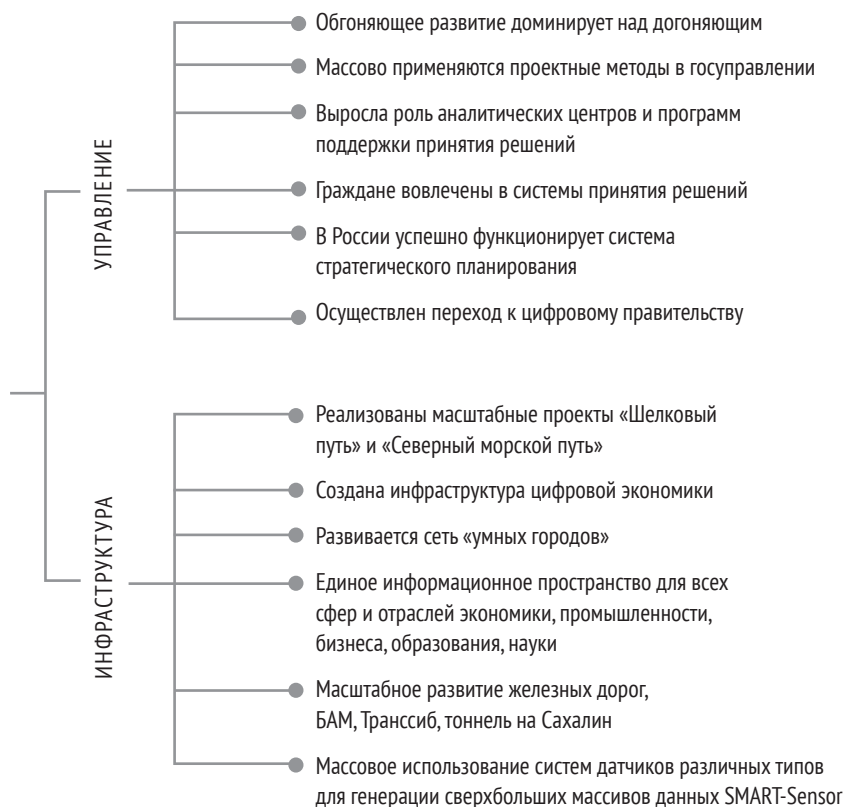 УПРАВЛЕНИЕ
Обгоняющее развитие доминирует над догоняющим
Массово применяются проектные методы в госуправлении
Выросла роль аналитических центров и программ
поддержки принятия решений
Граждане вовлечены в системы принятия решений
В России успешно функционирует система
стратегического планирования
Осуществлен переход к цифровому правительству
ИНФРАСТРУКТУРА
Реализованы масштабные проекты «Шелковый
путь» и «Северный морской путь»
Создана инфраструктура цифровой экономики
Развивается сеть «умных городов»
Единое информационное пространство для всех
сфер и отраслей экономики, промышленности,
бизнеса, образования, науки
Масштабное развитие железных дорог,
БАМ, Транссиб, тоннель на Сахалин
Массовое использование систем датчиков различных типов
для генерации сверхбольших массивов данных SMART-Sensor